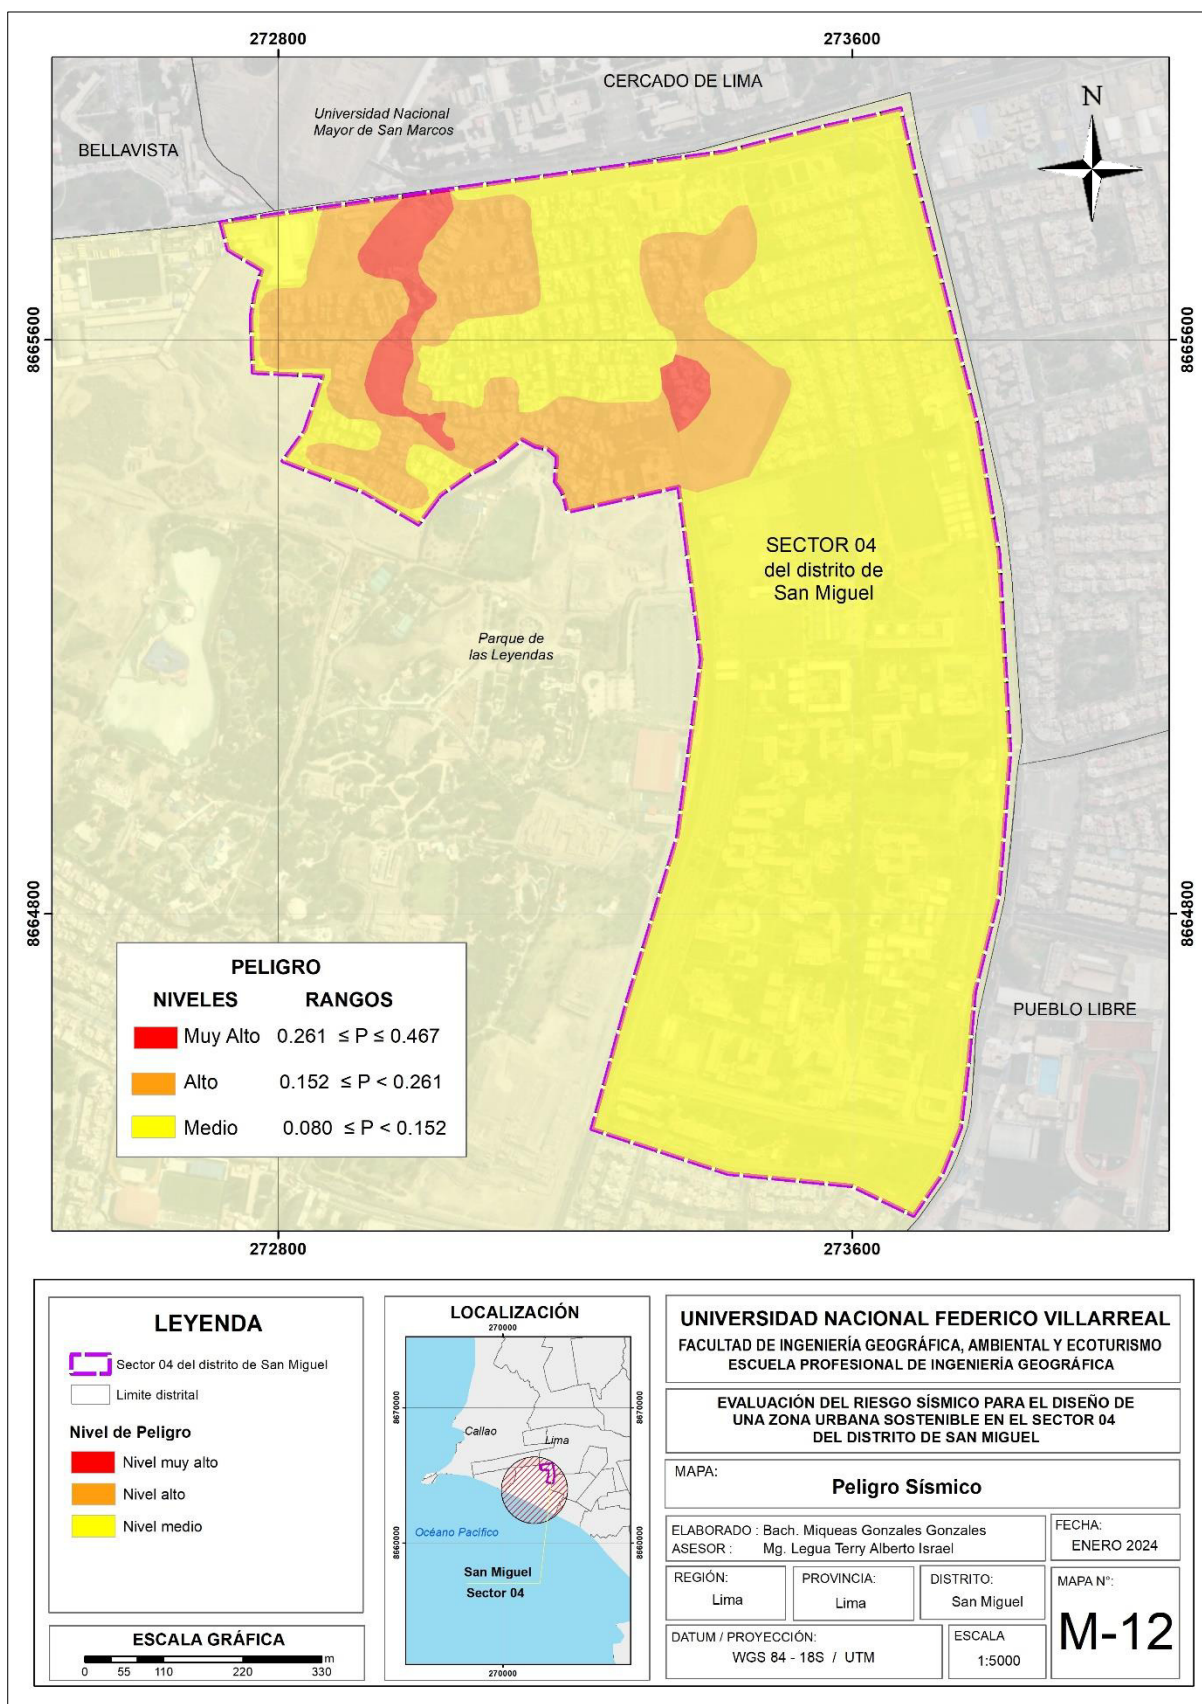 272800
273600
CERCADO DE LIMA
Universidad Nacional
Mayor de San Marcos
BELLAVISTA
N
8665600
8665600
SECTOR 04
del distrito de
San Miguel
Parque de
las Leyendas
8664800
8664800
PUEBLO LIBRE
PELIGRO
NIVELES RANGOS
Muy Alto 0.261 ≤ P ≤ 0.467
Alto 0.152 ≤ P < 0.261
Medio 0.080 ≤ P < 0.152
272800
273600
LEYENDA
Sector 04 del distrito de San Miguel
Limite distrital
Nivel de Peligro
Nivel muy alto
Nivel alto
Nivel medio
ESCALA GRÁFICA
m
0 55 110 220 330
LOCALIZACIÓN
270000
8670000
8670000
Callao
Lima
Océano Pacífico
8660000
8660000
San Miguel
Sector 04
270000
UNIVERSIDAD NACIONAL FEDERICO VILLARREAL
FACULTAD DE INGENIERÍA GEOGRÁFICA, AMBIENTAL Y ECOTURISMO
ESCUELA PROFESIONAL DE INGENIERÍA GEOGRÁFICA
EVALUACIÓN DEL RIESGO SÍSMICO PARA EL DISEÑO DE
UNA ZONA URBANA SOSTENIBLE EN EL SECTOR 04
DEL DISTRITO DE SAN MIGUEL
MAPA:
Peligro Sísmico
ELABORADO : Bach. Miqueas Gonzales Gonzales
ASESOR : Mg. Legua Terry Alberto Israel
FECHA:
ENERO 2024
REGIÓN:
Lima
PROVINCIA:
Lima
DISTRITO:
San Miguel
MAPA N°:
M-12
DATUM / PROYECCIÓN:
WGS 84 - 18S / UTM
ESCALA
1:5000